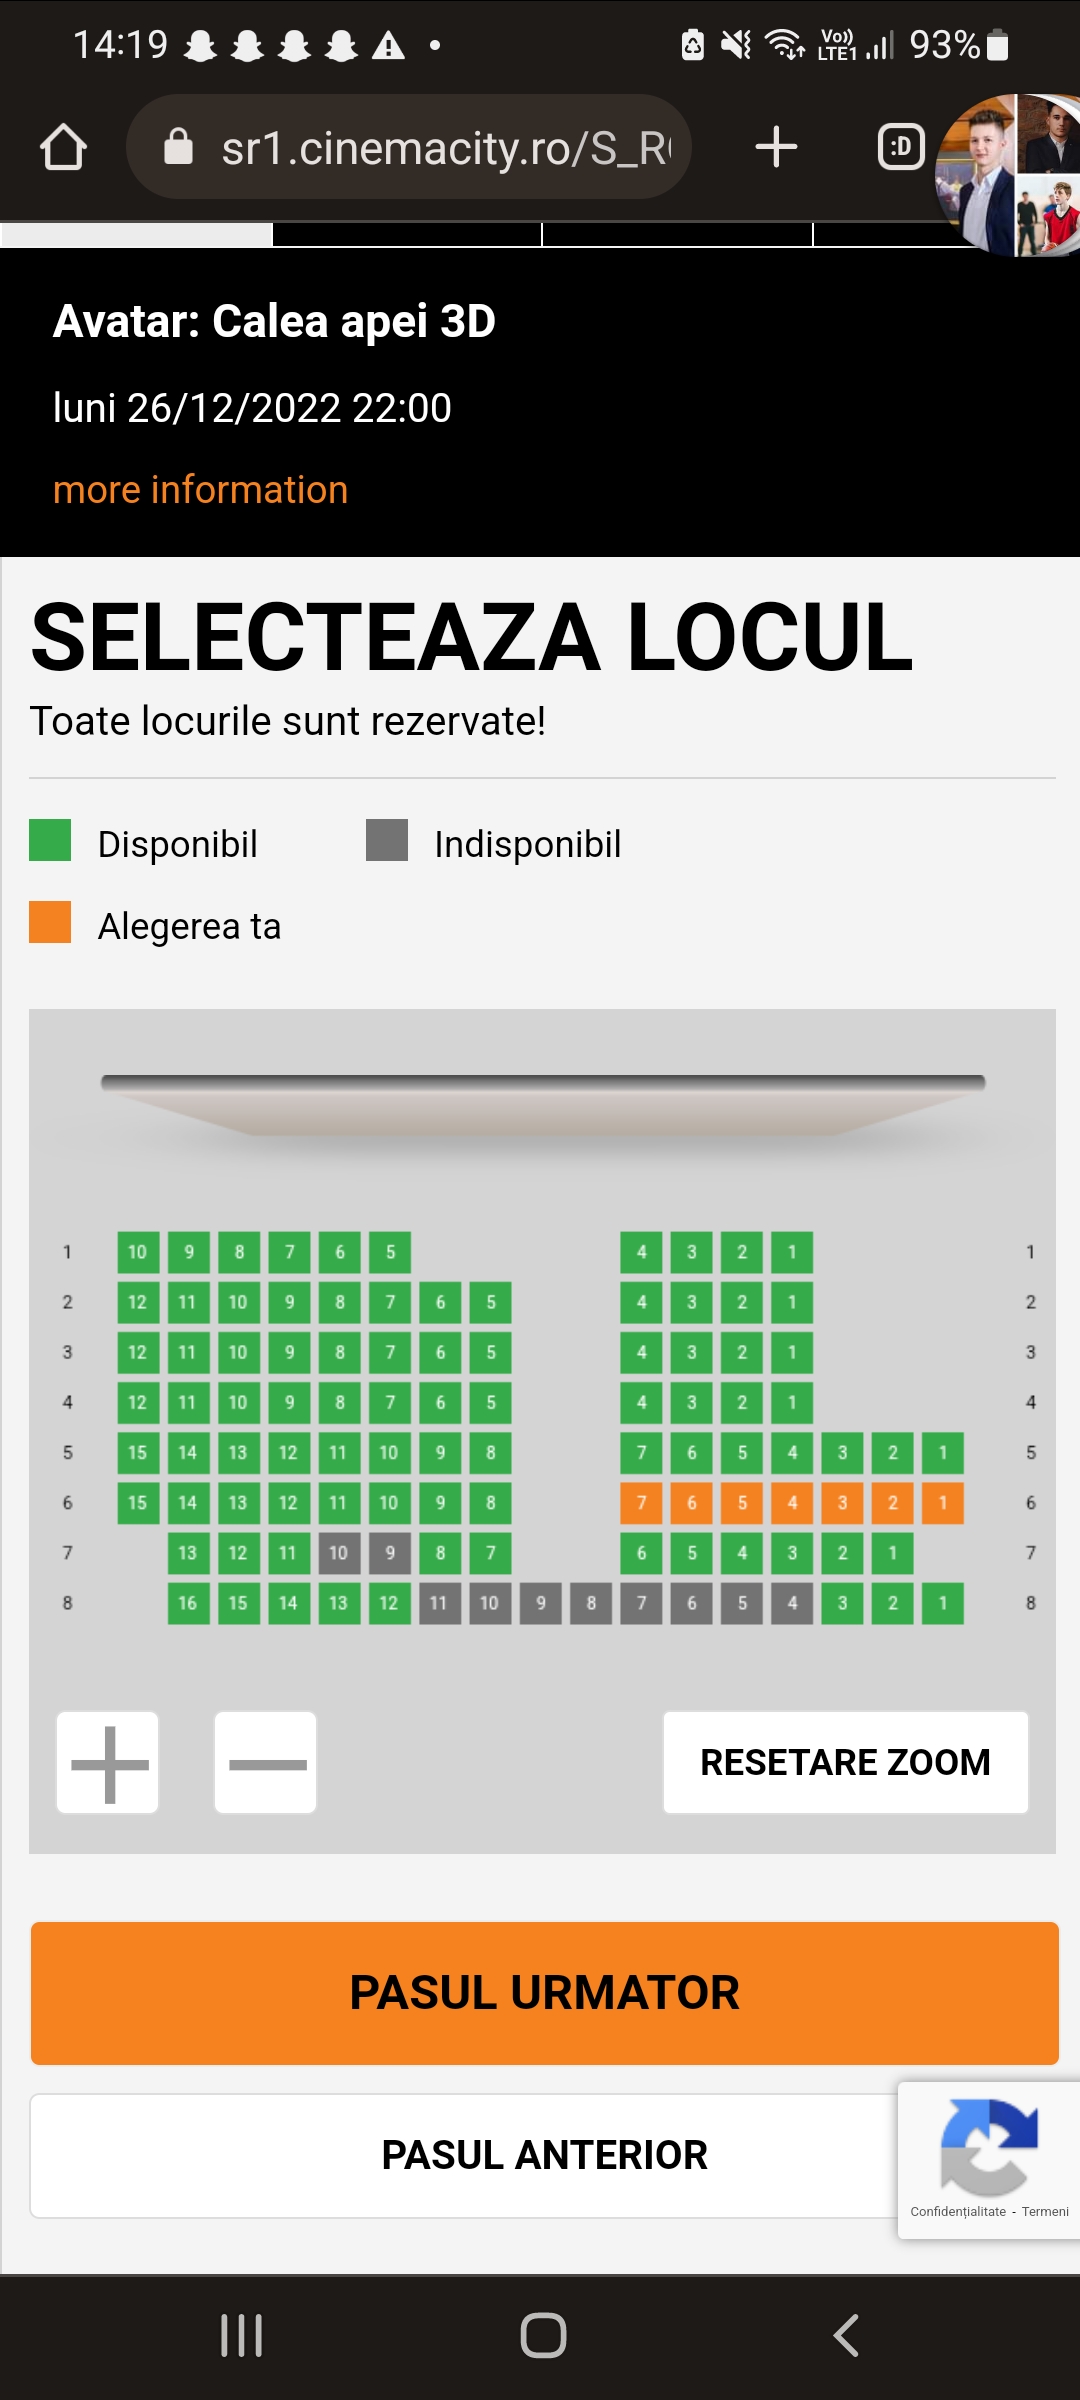 14:19 Vo)) LTE1 93%
sr1.cinemacity.ro/S_R :D
Avatar: Calea apei 3D
luni 26/12/2022 22:00
more information
SELECTEAZA LOCUL
Toate locurile sunt rezervate!
Disponibil Indisponibil
Alegerea ta
1 10 9 8 7 6 5 4 3 2 1 1
2 12 11 10 9 8 7 6 5 4 3 2 1 2
3 12 11 10 9 8 7 6 5 4 3 2 1 3
4 12 11 10 9 8 7 6 5 4 3 2 1 4
5 15 14 13 12 11 10 9 8 7 6 5 4 3 2 1 5
6 15 14 13 12 11 10 9 8 7 6 5 4 3 2 1 6
7 13 12 11 10 9 8 7 6 5 4 3 2 1 7
8 16 15 14 13 12 11 10 9 8 7 6 5 4 3 2 1 8
RESETARE ZOOM
PASUL URMATOR
PASUL ANTERIOR
Confidențialitate - Termeni